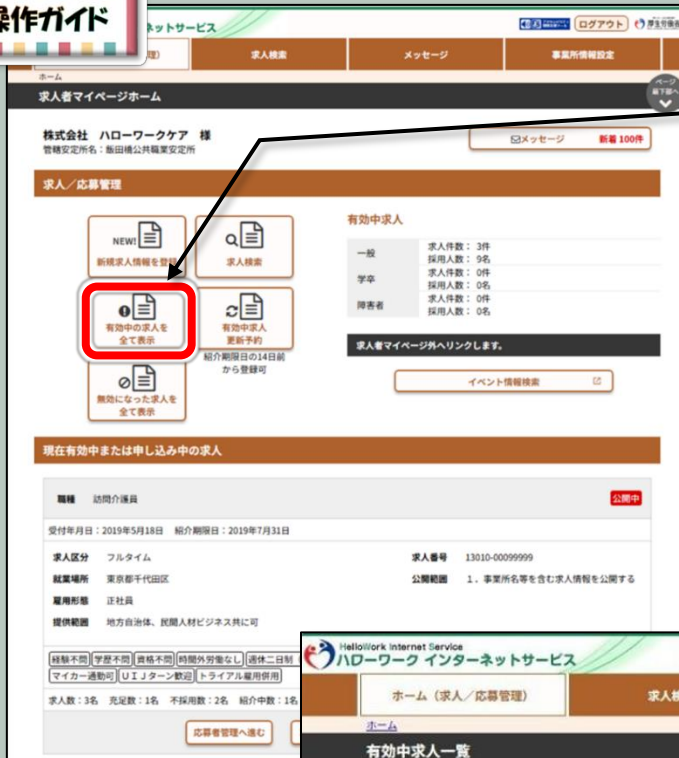 操作ガイド
ネットサービス
ログアウト
厚生労働省
理)
求人検索
メッセージ
事業所情報設定
ホーム
求人者マイページホーム
ページ
最下部へ
株式会社 ハローワークケア 様
管轄安定所名:飯田橋公共職業安定所
メッセージ 新着 100件
求人/応募管理
NEW!
新規求人情報を登録
求人検索
有効中の求人を
全て表示
有効中求人
更新予約
紹介期限日の14日前
から登録可
無効になった求人を
全て表示
有効中求人
一般
求人件数: 3件
採用人数: 9名
学卒
求人件数: 0件
採用人数: 0名
障害者
求人件数: 0件
採用人数: 0名
求人者マイページ外へリンクします。
イベント情報検索
現在有効中または申し込み中の求人
職種 訪問介護員
公開中
受付年月日:2019年5月18日 紹介期限日:2019年7月31日
求人区分 フルタイム
就業場所 東京都千代田区
雇用形態 正社員
提供範囲 地方自治体、民間人材ビジネス共に可
求人番号 13010-00099999
公開範囲 1.事業所名等を含む求人情報を公開する
経験不問 学歴不問 資格不問 時間外労働なし 週休二日制
マイカー通勤可 UIJターン歓迎 トライアル雇用併用
求人数:3名 充足数:1名 不採用数:2名 紹介中数:1名
応募者管理へ進む
HelloWork Internet Service
ハローワーク インターネットサービス
ホーム(求人/応募管理)
求人検
ホーム
有効中求人一覧